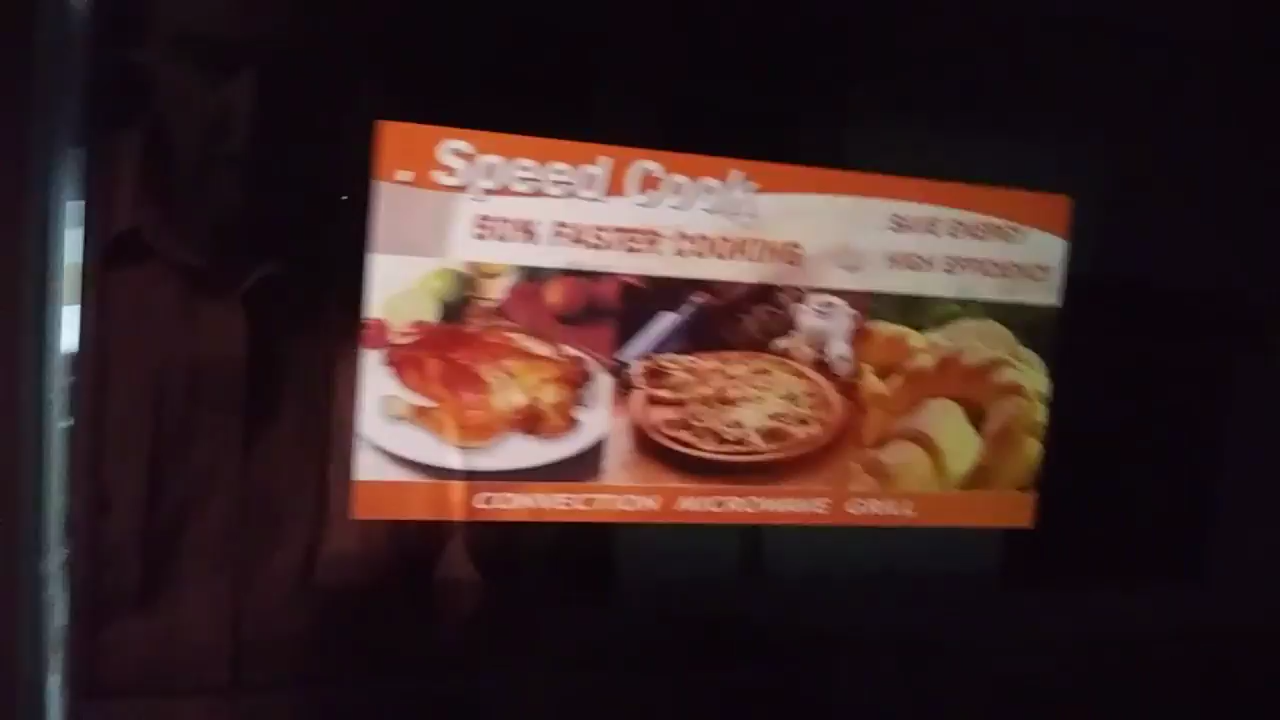 Speed Cook
50% FASTER COOKING
SAVE ENERGY
HIGH EFFICIENCY
CONVECTION MICROWAVE GRILL